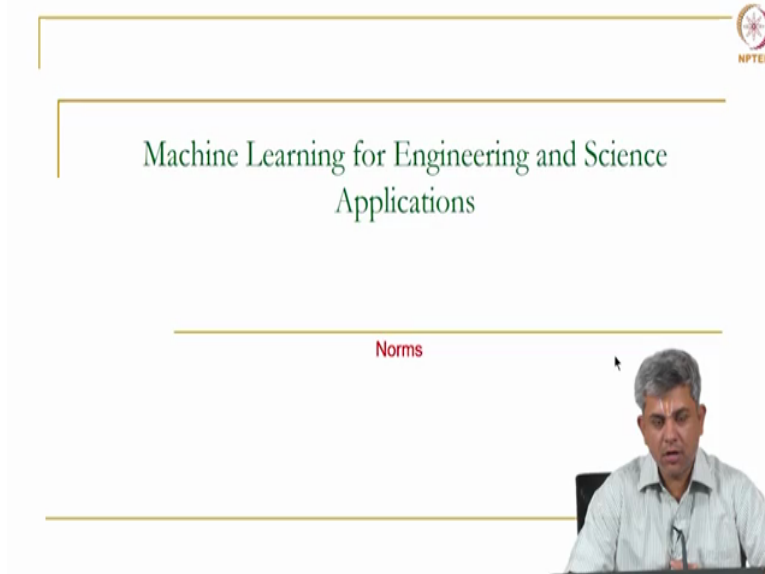 NPTEL
Machine Learning for Engineering and Science
Applications
Norms